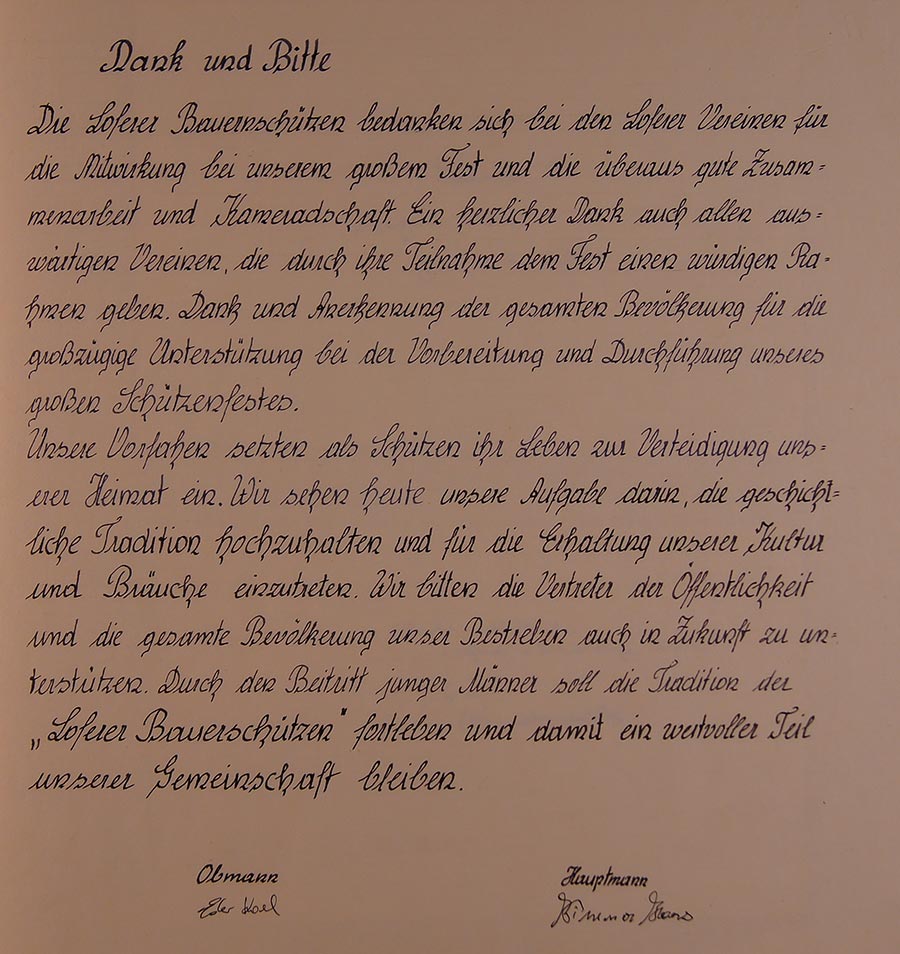 Dank und Bitte
Die Loferer Bauernschützen bedanken sich bei den Loferer Vereinen für
die Mitwirkung bei unserem großem Fest und die überaus gute Zusam=
menarbeit und Kameradschaft. Ein herzlicher Dank auch allen aus=
wärtigen Vereinen, die durch ihre Teilnahme dem Fest einen würdigen Ra=
hmen geben. Dank und Anerkennung der gesamten Bevölkerung für die
großzügige Unterstützung bei der Vorbereitung und Durchführung unseres
großen Schützenfestes.
Unsere Vorfahen setzten als Schützen ihr Leben zur Verteidigung uns=
erer Heimat ein. Wir sehen heute unsere Aufgabe darin, die geschicht=
liche Tradition hochzuhalten und für die Erhaltung unserer Kultur
und Bräuche einzutreten. Wir bitten die Vertreter der Öffentlichkeit
und die gesamte Bevölkerung unser Bestreben auch in Zukunft zu un=
terstützen. Durch den Beitritt junger Männer soll die Tradition der
„Loferer Bauerschützen" fortleben und damit ein wertvoller Teil
unserer Gemeinschaft bleiben.
Obmann
Hauptmann
Eder